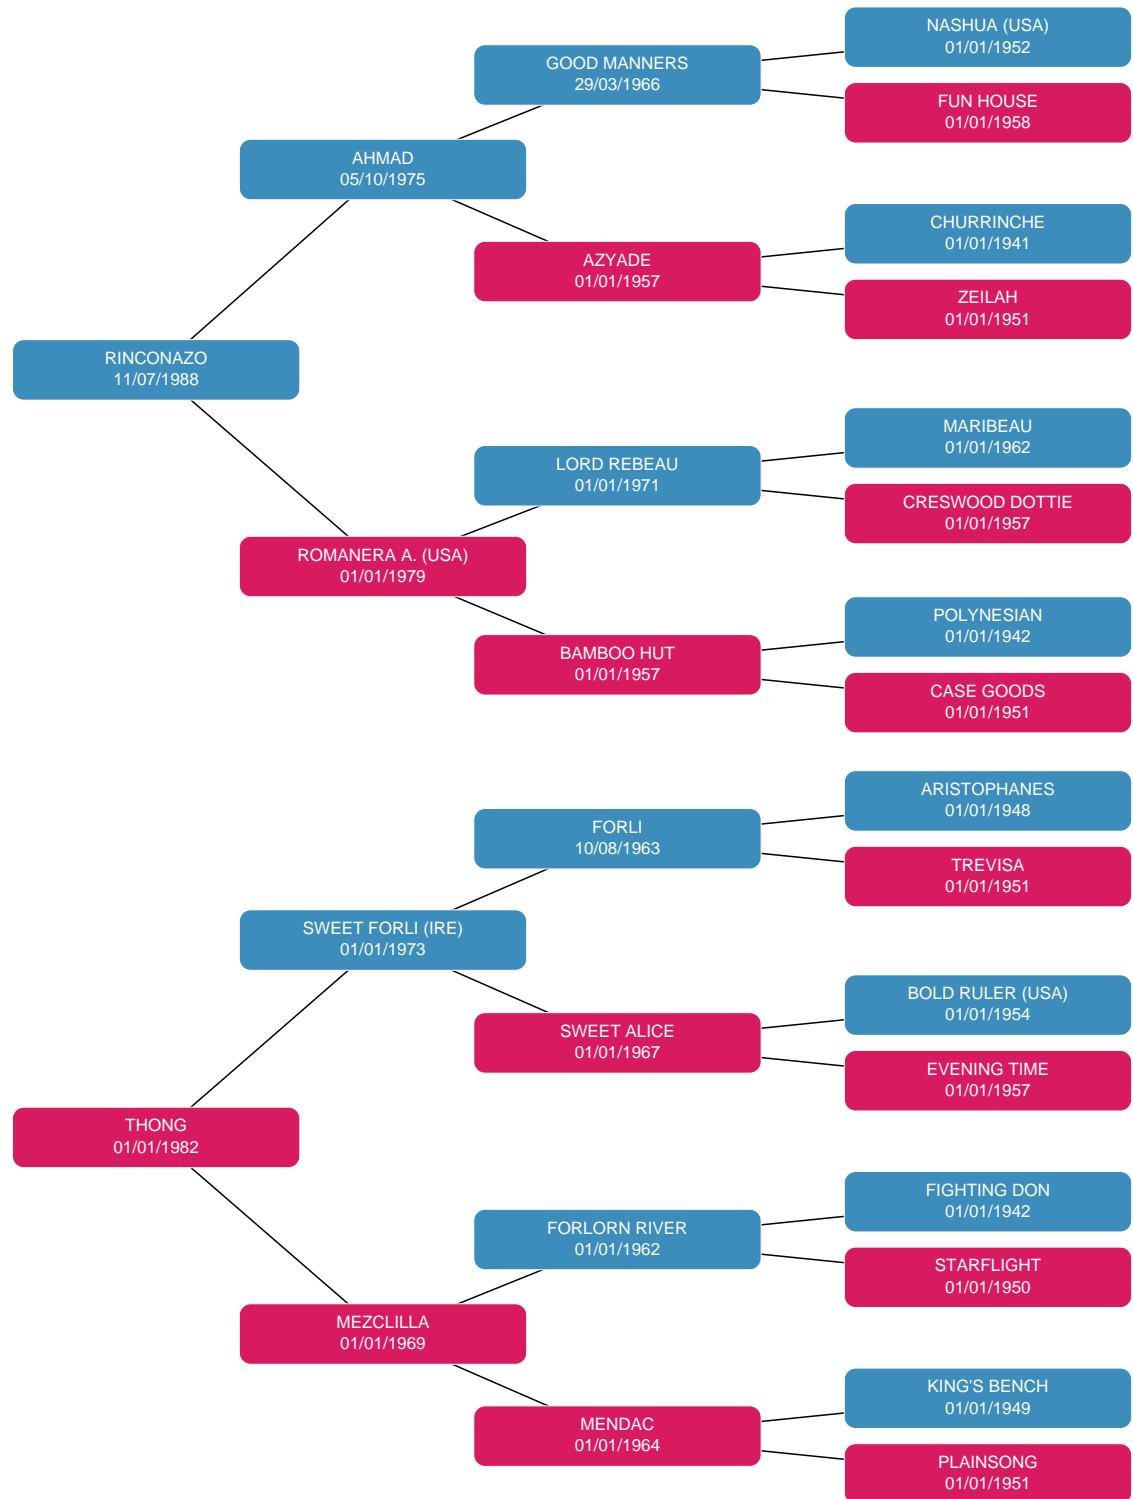 NASHUA (USA)
01/01/1952
GOOD MANNERS
29/03/1966
FUN HOUSE
01/01/1958
AHMAD
05/10/1975
CHURRINCHE
01/01/1941
AZYADE
01/01/1957
ZEILAH
01/01/1951
RINCONAZO
11/07/1988
MARIBEAU
01/01/1962
LORD REBEAU
01/01/1971
CRESWOOD DOTTIE
01/01/1957
ROMANERA A. (USA)
01/01/1979
POLYNESIAN
01/01/1942
BAMBOO HUT
01/01/1957
CASE GOODS
01/01/1951
ARISTOPHANES
01/01/1948
FORLI
10/08/1963
TREVISA
01/01/1951
SWEET FORLI (IRE)
01/01/1973
BOLD RULER (USA)
01/01/1954
SWEET ALICE
01/01/1967
EVENING TIME
01/01/1957
THONG
01/01/1982
FIGHTING DON
01/01/1942
FORLORN RIVER
01/01/1962
STARFLIGHT
01/01/1950
MEZCLILLA
01/01/1969
KING'S BENCH
01/01/1949
MENDAC
01/01/1964
PLAINSONG
01/01/1951